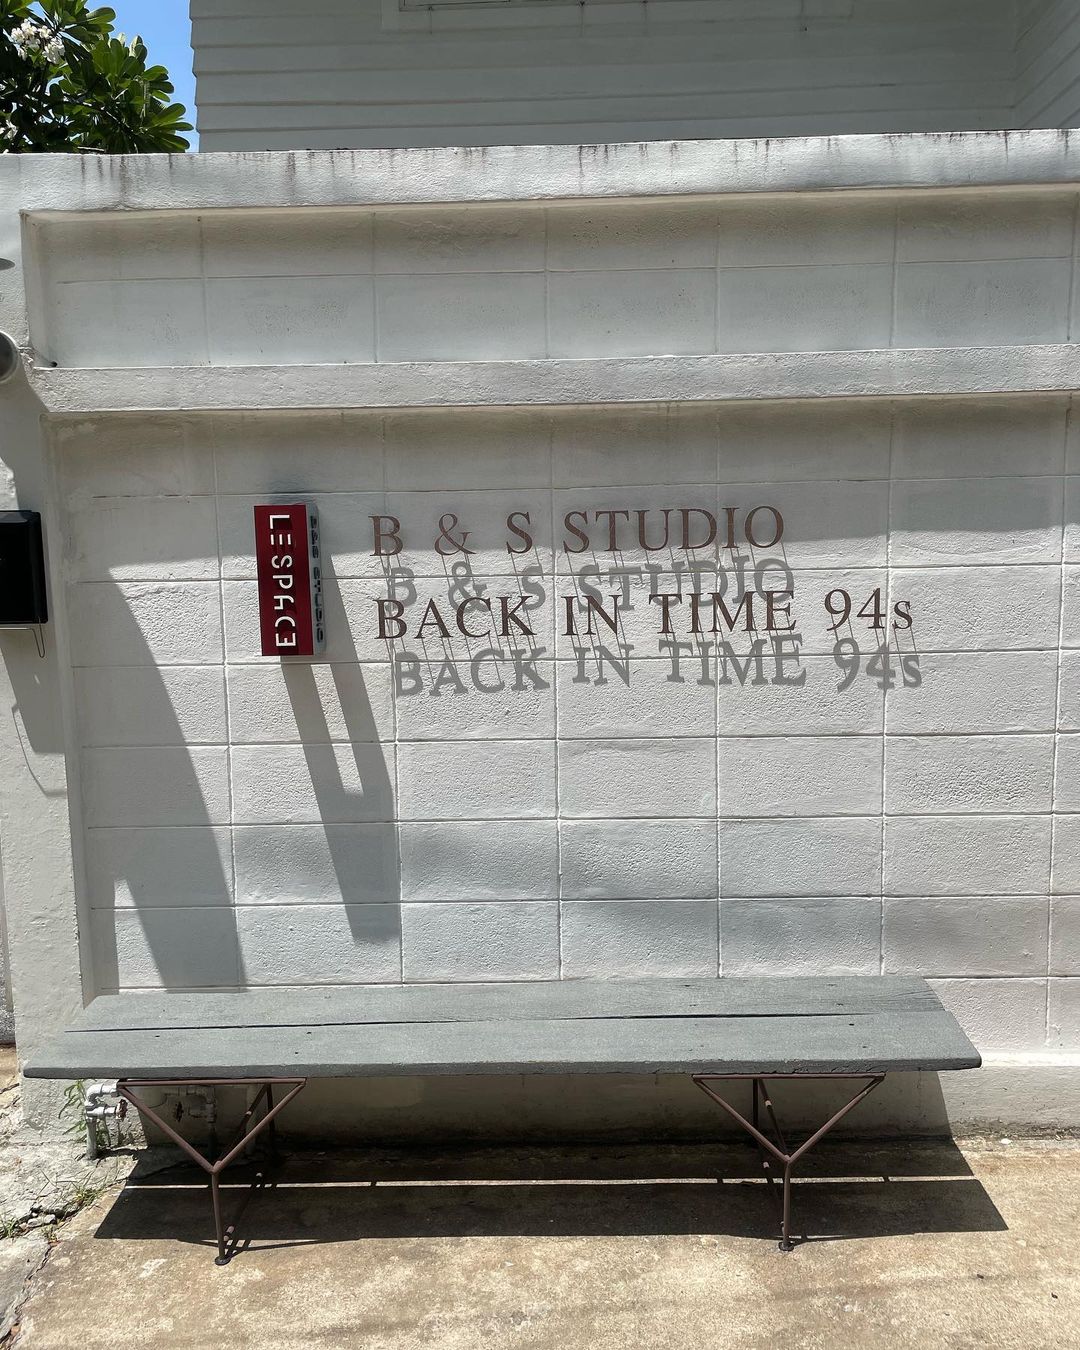 LESPACE
B & S STUDIO
BACK IN TIME 94s